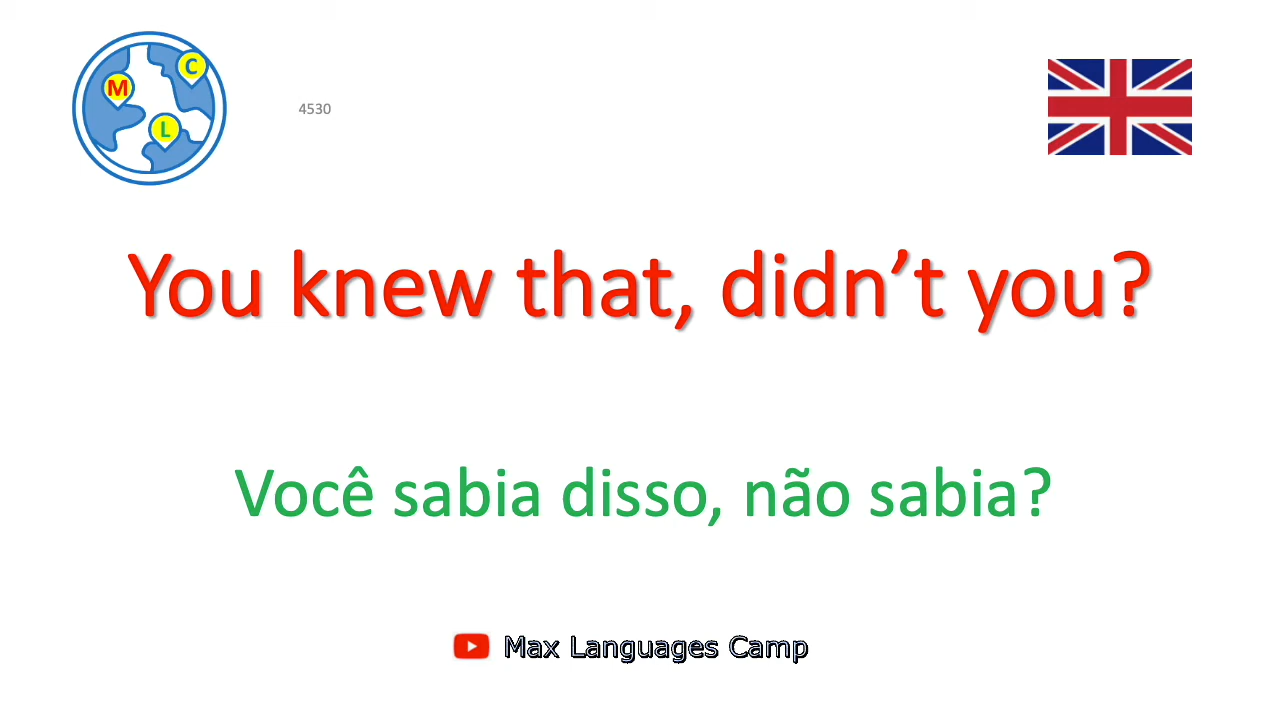 M
C
L
4530
You knew that, didn’t you?
Você sabia disso, não sabia?
Max Languages Camp